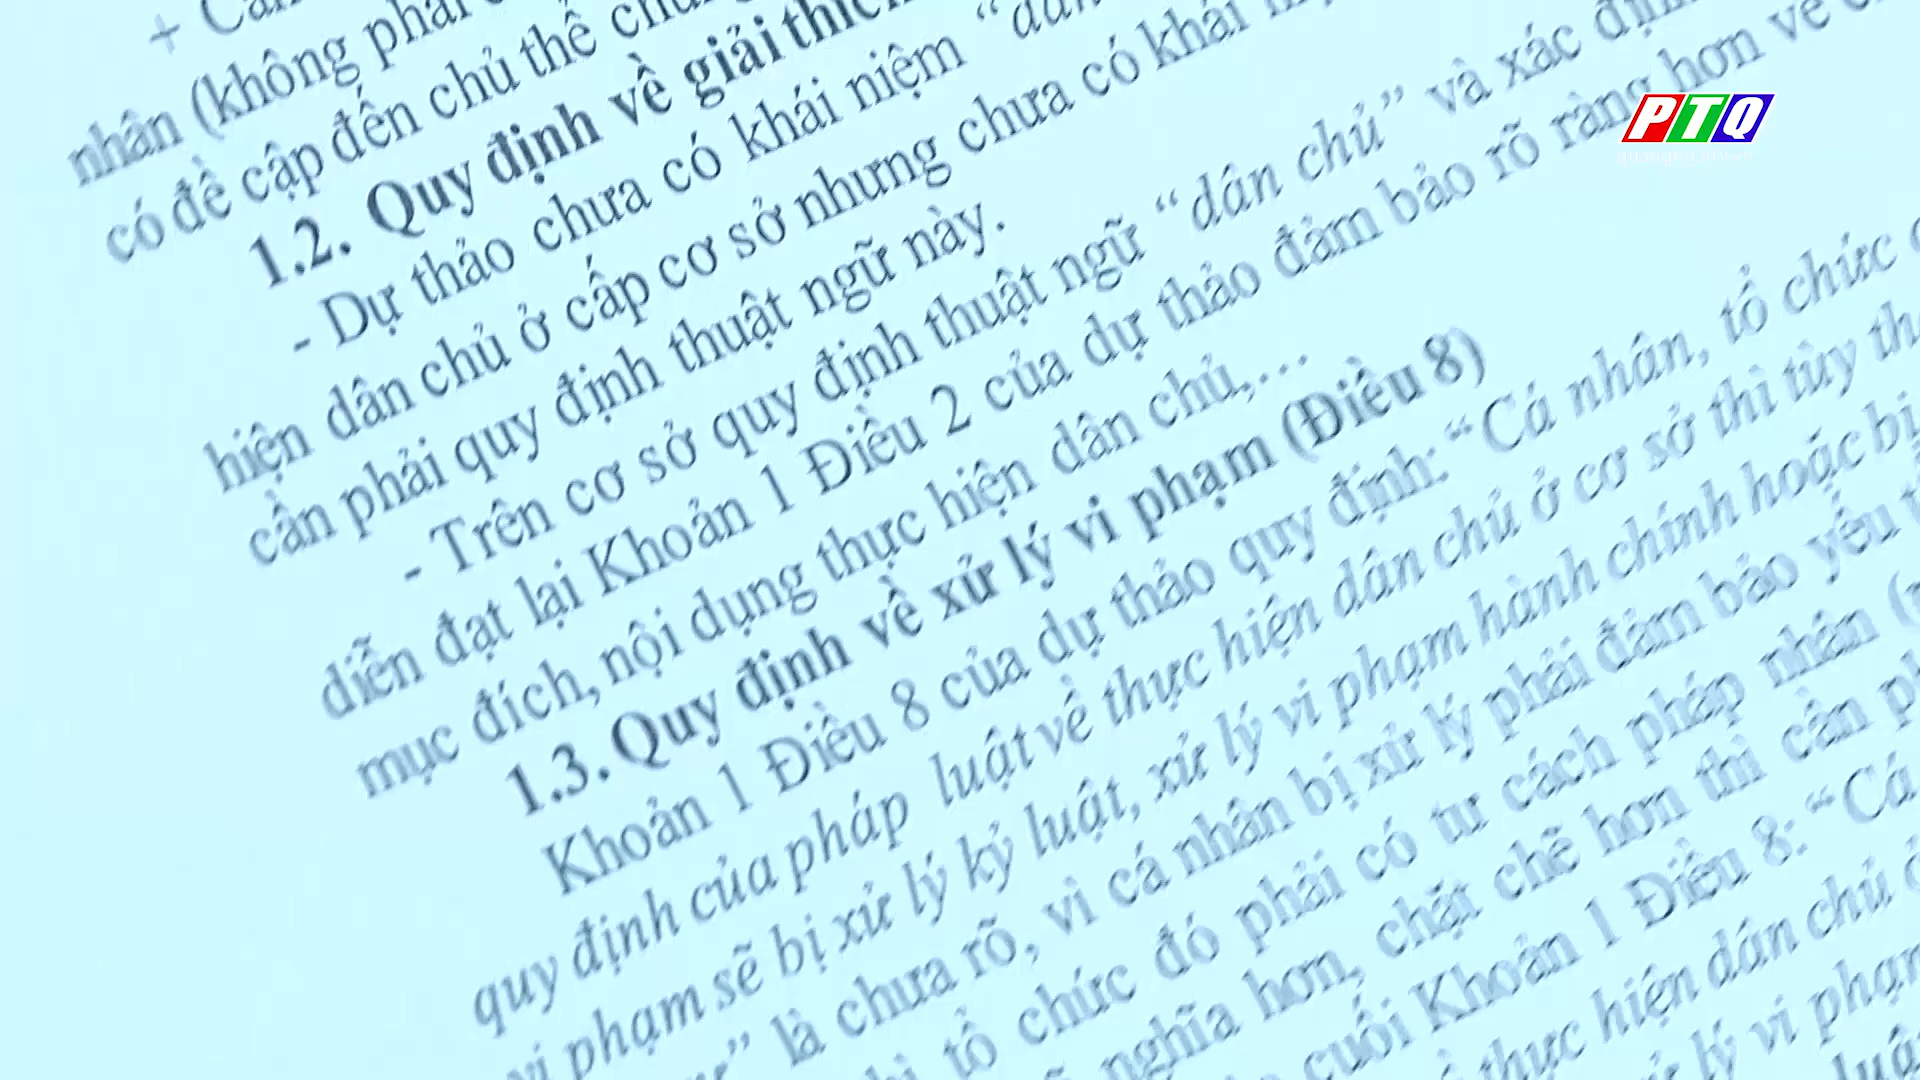 + Cá
nhân (không phải
có đề cập đến chủ thể chung
1.2. Quy định về giải thích
- Dự thảo chưa có khái niệm “dân
hiện dân chủ ở cấp cơ sở nhưng chưa có khái
cần phải quy định thuật ngữ này.
- Trên cơ sở quy định thuật ngữ “dân chủ” và xác định
diễn đạt lại Khoản 1 Điều 2 của dự thảo đảm bảo rõ ràng hơn về
mục đích, nội dung thực hiện dân chủ,…
1.3. Quy định về xử lý vi phạm (Điều 8)
Khoản 1 Điều 8 của dự thảo quy định: “Cá nhân, tổ chức
quy định của pháp luật về thực hiện dân chủ ở cơ sở thì tùy
vi phạm sẽ bị xử lý kỷ luật, xử lý vi phạm hành chính hoặc bị
” là chưa rõ, vì cá nhân bị xử lý phải đảm bảo yếu
tổ chức đó phải có tư cách pháp nhân
nghĩa hơn, chặt chẽ hơn thì cần
cuối Khoản 1 Điều 8: “Cá
thực hiện dân chủ
lý vi phạm
luật
PTQ